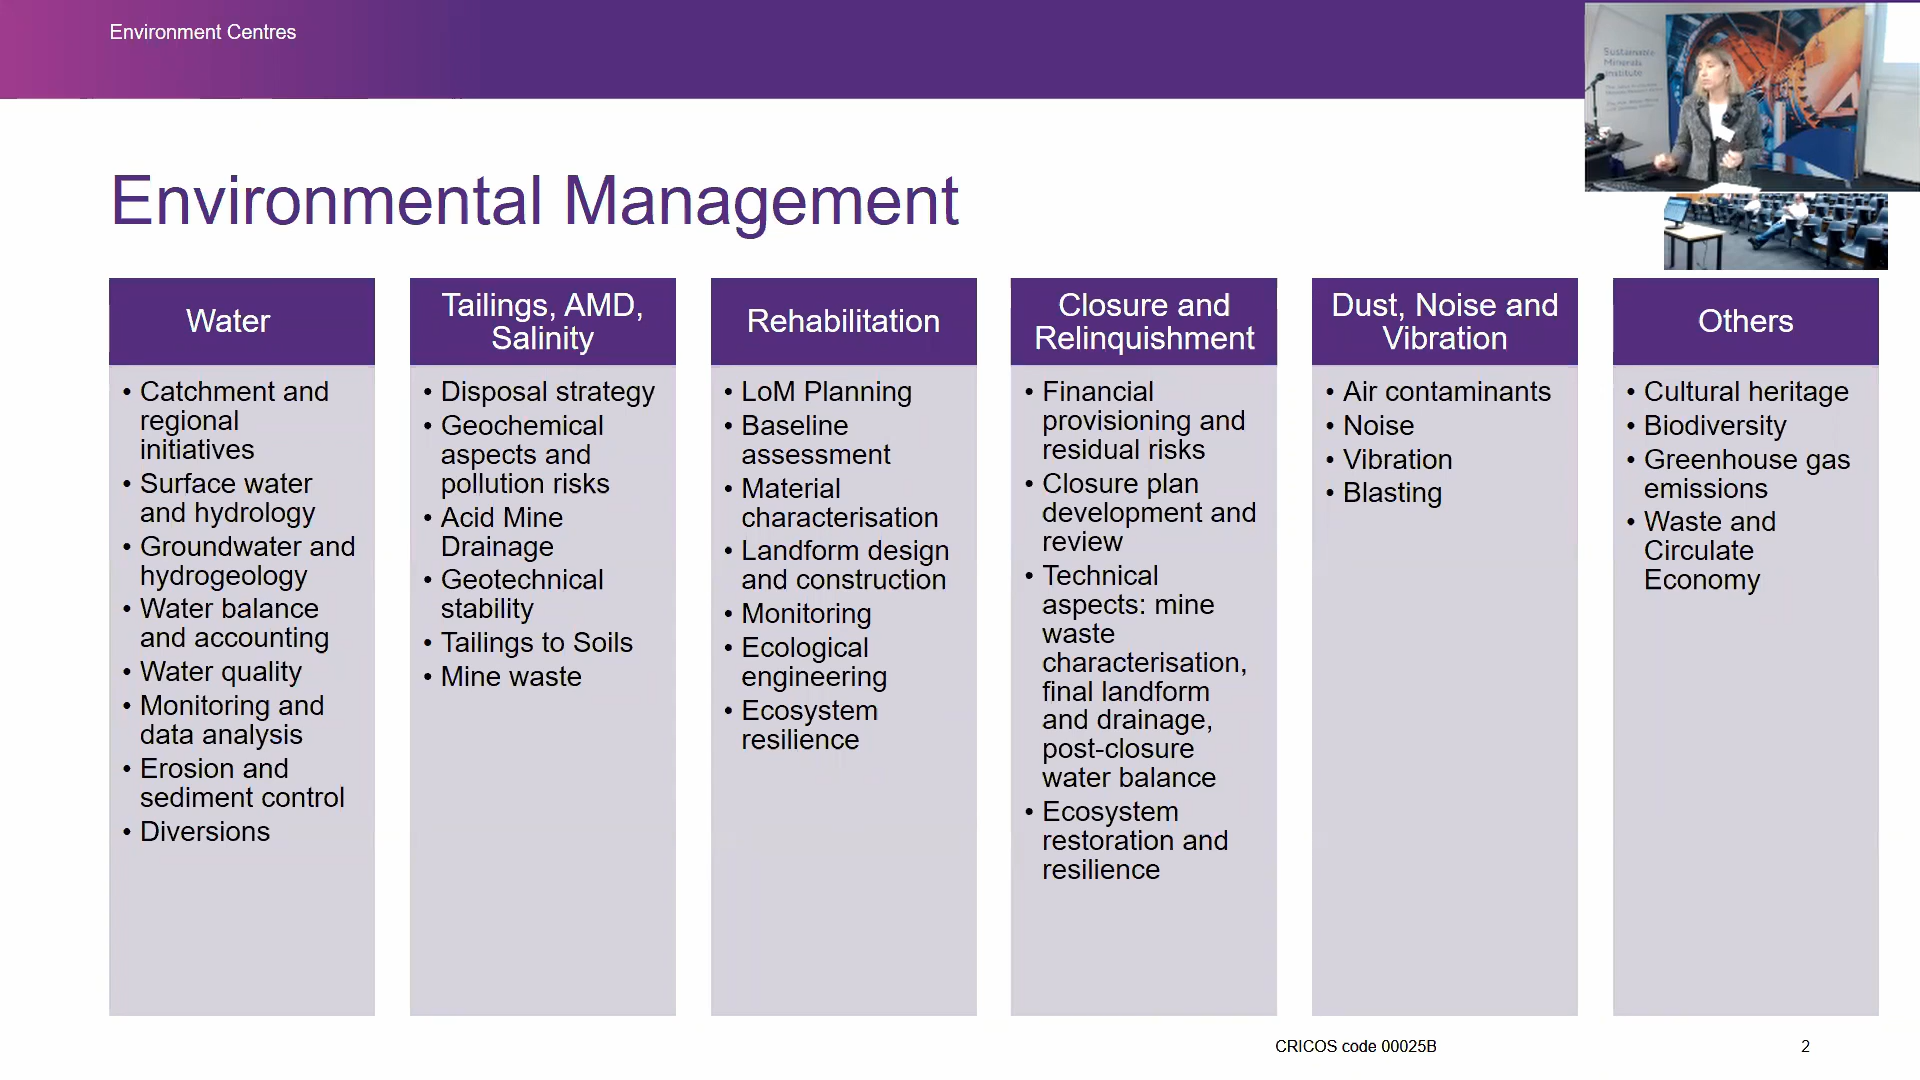 Environment Centres
Sustainable
Minerals
Institute
Environmental Management
Water
• Catchment and
regional
initiatives
• Surface water
and hydrology
• Groundwater and
hydrogeology
• Water balance
and accounting
• Water quality
• Monitoring and
data analysis
• Erosion and
sediment control
• Diversions
Tailings, AMD,
Salinity
• Disposal strategy
• Geochemical
aspects and
pollution risks
• Acid Mine
Drainage
• Geotechnical
stability
• Tailings to Soils
• Mine waste
Rehabilitation
• LoM Planning
• Baseline
assessment
• Material
characterisation
• Landform design
and construction
• Monitoring
• Ecological
engineering
• Ecosystem
resilience
Closure and
Relinquishment
• Financial
provisioning and
residual risks
• Closure plan
development and
review
• Technical
aspects: mine
waste
characterisation,
final landform
and drainage,
post-closure
water balance
• Ecosystem
restoration and
resilience
Dust, Noise and
Vibration
• Air contaminants
• Noise
• Vibration
• Blasting
Others
• Cultural heritage
• Biodiversity
• Greenhouse gas
emissions
• Waste and
Circulate
Economy
CRICOS code 00025B
2